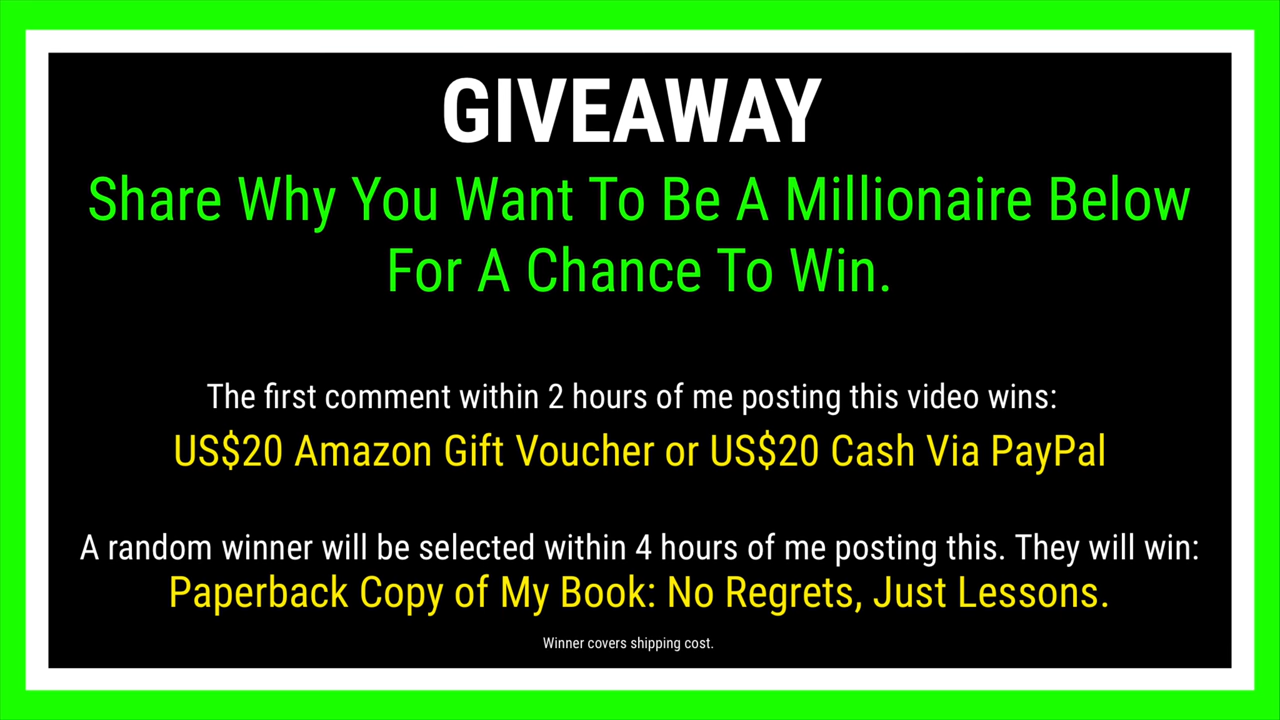 GIVEAWAY
Share Why You Want To Be A Millionaire Below
For A Chance To Win.
The first comment within 2 hours of me posting this video wins:
US$20 Amazon Gift Voucher or US$20 Cash Via PayPal
A random winner will be selected within 4 hours of me posting this. They will win:
Paperback Copy of My Book: No Regrets, Just Lessons.
Winner covers shipping cost.